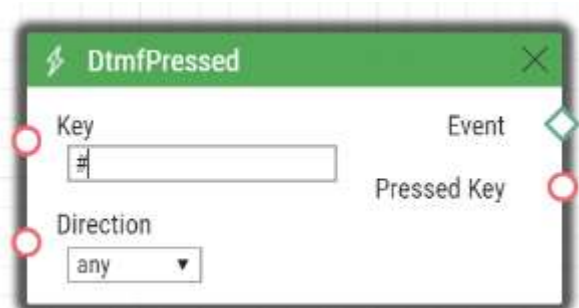 DtmfPressed
Key
Event
#
Pressed Key
Direction
any